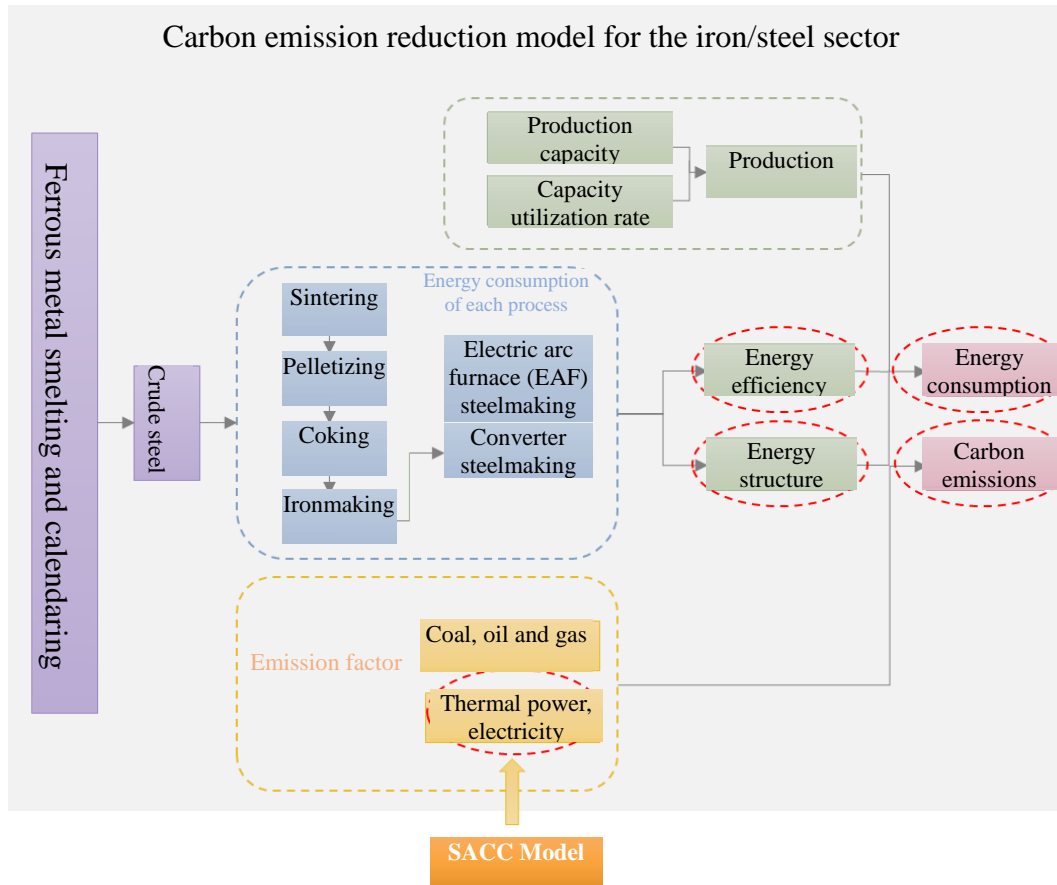 Carbon emission reduction model for the iron/steel sector
Ferrous metal smelting and calendaring
Crude steel
Production
capacity
Capacity
utilization rate
Production
Energy consumption
of each process
Sintering
Pelletizing
Coking
Ironmaking
Electric arc
furnace (EAF)
steelmaking
Converter
steelmaking
Energy
efficiency
Energy
structure
Energy
consumption
Carbon
emissions
Emission factor
Coal, oil and gas
Thermal power,
electricity
SACC Model